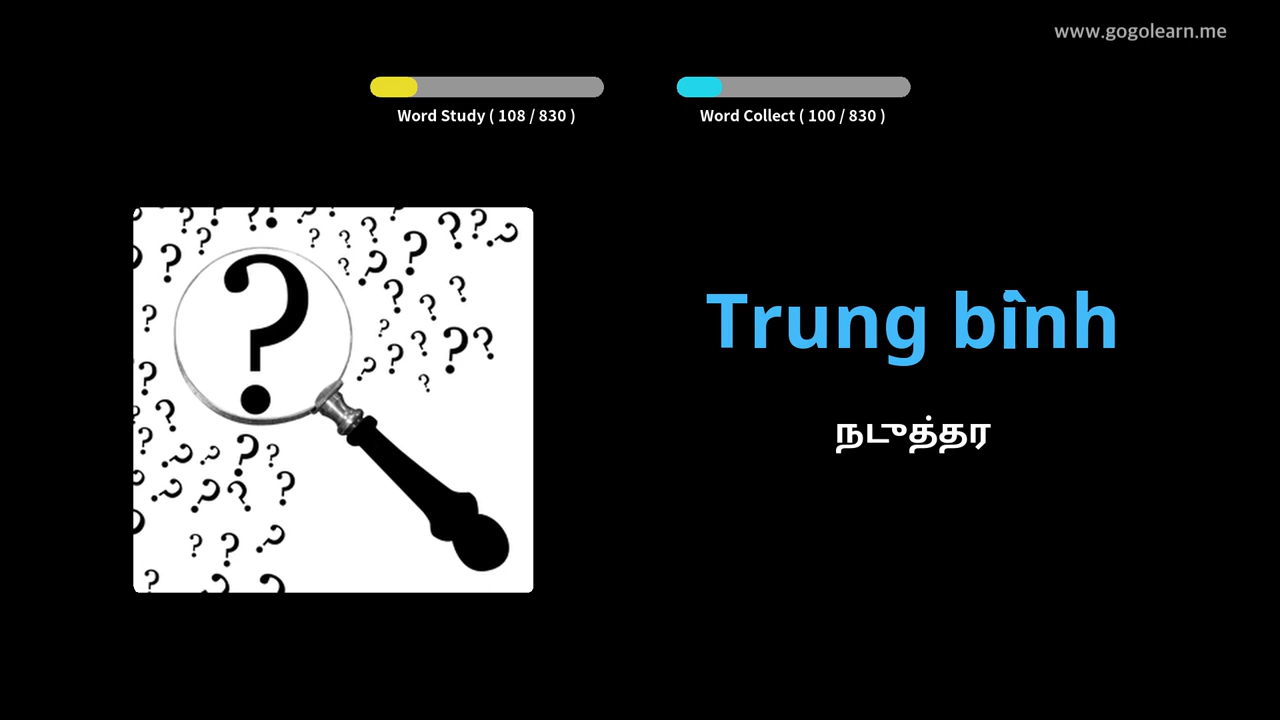 www.gogolearn.me
Word Study ( 108 / 830 )
Word Collect ( 100 / 830 )
Trung bình
நடுத்தர